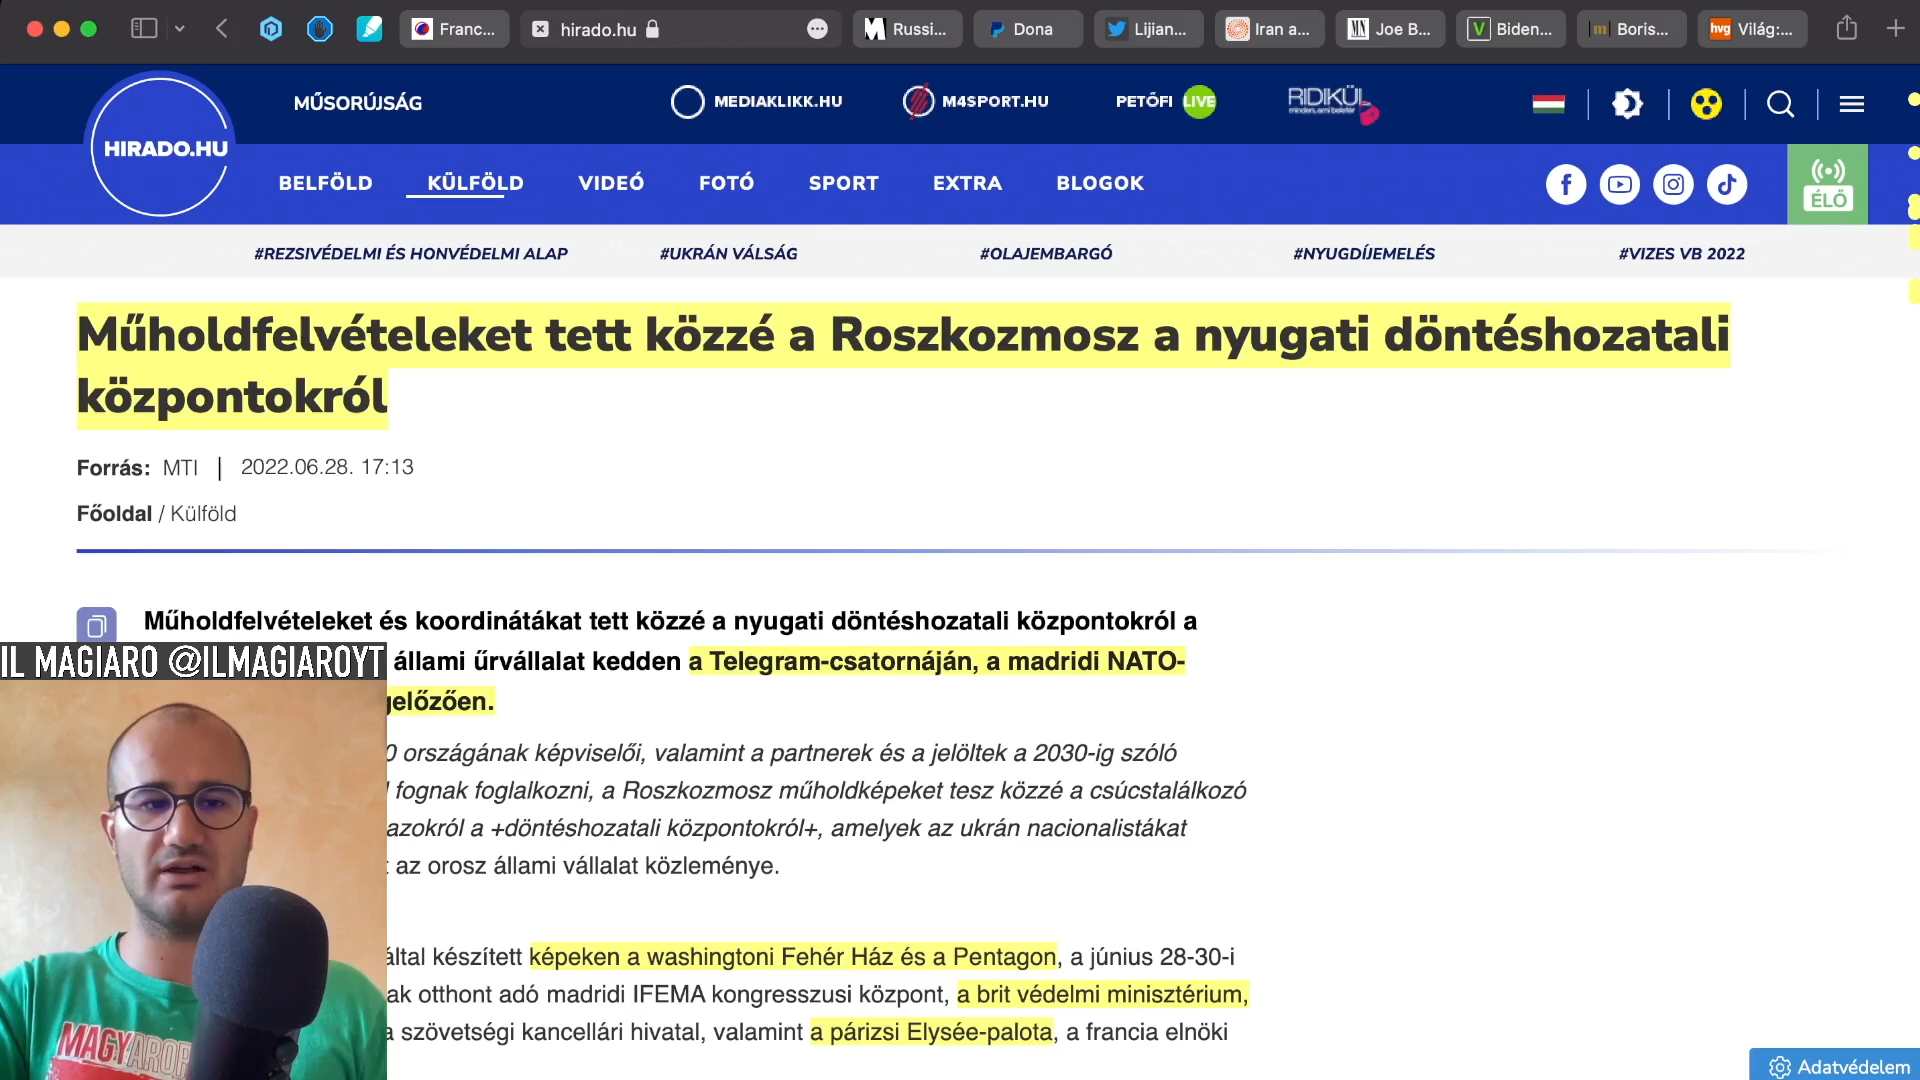 Franc...
hirado.hu
Russi...
Dona
Lijian...
Iran a...
Joe B...
Biden...
Boris...
hvg
Világ:...
MŰSORÚJSÁG
MEDIAKLIKK.HU
M4SPORT.HU
PETŐFI LIVE
RIDIKÜL
HIRADO.HU
BELFÖLD
KÜLFÖLD
VIDEÓ
FOTÓ
SPORT
EXTRA
BLOGOK
ÉLŐ
#REZSIVÉDELMI ÉS HONVÉDELMI ALAP
#UKRÁN VÁLSÁG
#OLAJEMBARGÓ
#NYUGDÍJEMELÉS
#VIZES VB 2022
Műholdfelvételeket tett közzé a Roszkozmosz a nyugati döntéshozatali
központokról
Forrás: MTI | 2022.06.28. 17:13
Főoldal / Külföld
Műholdfelvételeket és koordinátákat tett közzé a nyugati döntéshozatali központokról a
állami űrvállalat kedden a Telegram-csatornáján, a madridi NATO-
gelőzően.
0 országának képviselői, valamint a partnerek és a jelöltek a 2030-ig szóló
fognak foglalkozni, a Roszkozmosz műholdképeket tesz közzé a csúcstalálkozó
azokról a +döntéshozatali központokról+, amelyek az ukrán nacionalistákat
az orosz állami vállalat közleménye.
által készített képeken a washingtoni Fehér Ház és a Pentagon, a június 28-30-i
ak otthont adó madridi IFEMA kongresszusi központ, a brit védelmi minisztérium,
a szövetségi kancellári hivatal, valamint a párizsi Elysée-palota, a francia elnöki
IL MAGIARO @ILMAGIAROYT
MAGYAROR
Adatvédelem